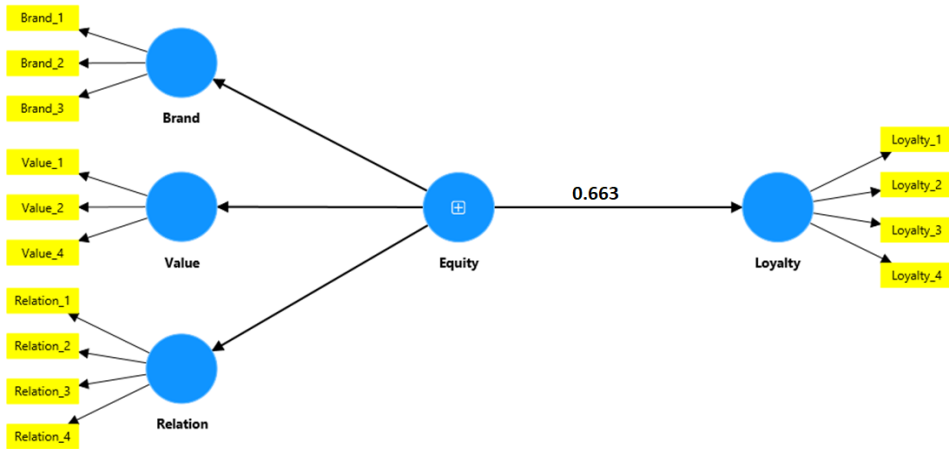 Brand_1
Brand_2
Brand_3
Brand
Value_1
Value_2
Value_4
Value
Relation_1
Relation_2
Relation_3
Relation_4
Relation
Equity
0.663
Loyalty
Loyalty_1
Loyalty_2
Loyalty_3
Loyalty_4